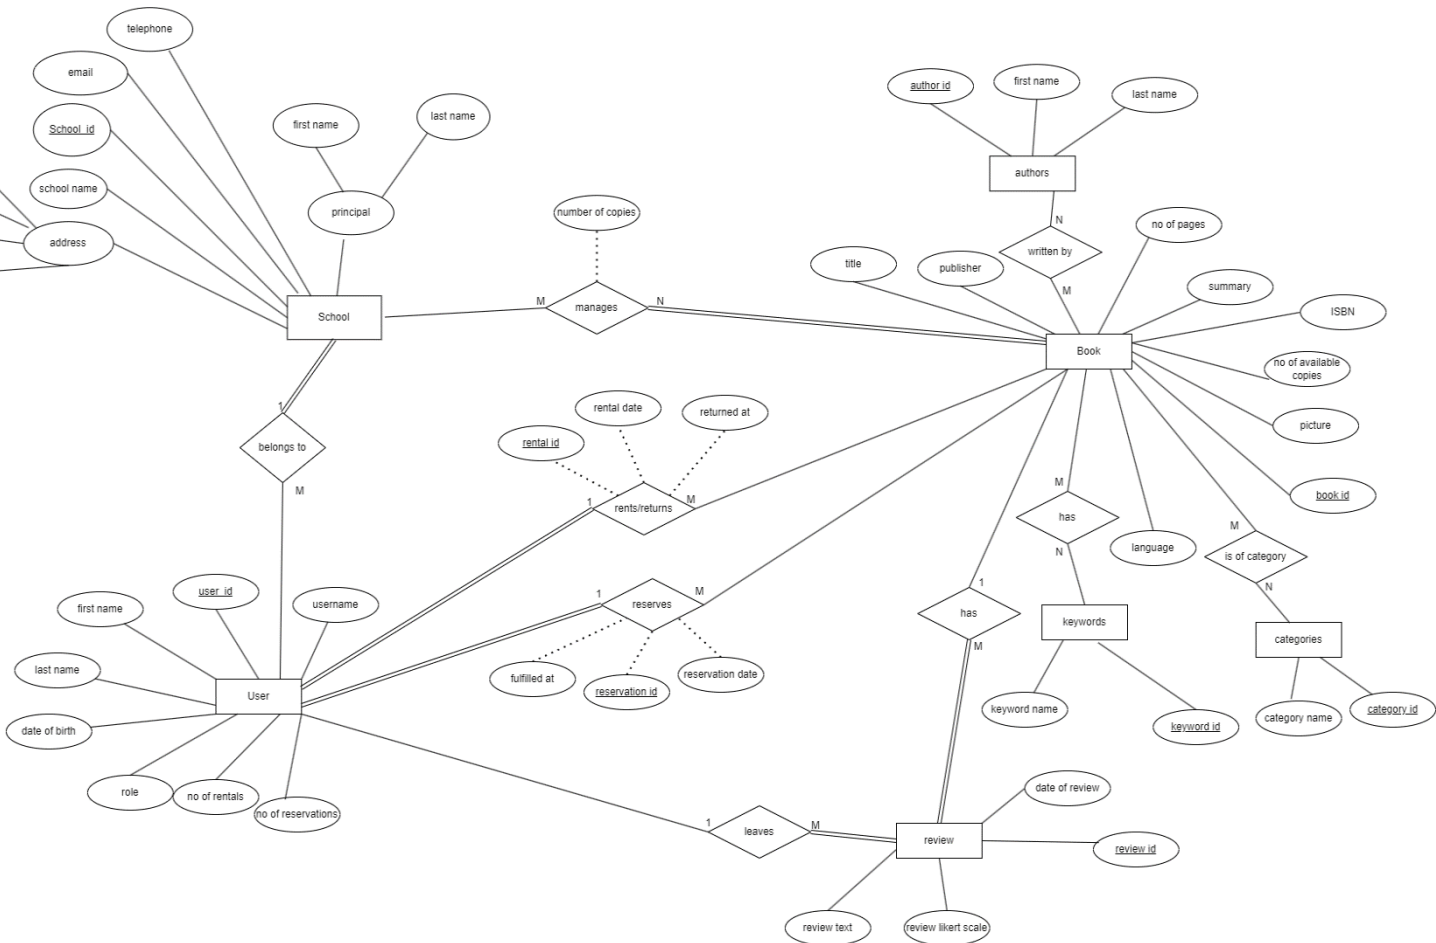 telephone
email
School_id
school name
address
first name
last name
principal
School
number of copies
M
manages
N
author id
first name
last name
authors
N
written by
M
title
publisher
no of pages
summary
ISBN
Book
no of available
copies
picture
book id
language
1
belongs to
M
rental id
rental date
returned at
1
rents/returns
M
1
reserves
M
fulfilled at
reservation id
reservation date
M
has
N
keywords
keyword name
keyword id
M
is of category
N
categories
category name
category id
1
has
M
first name
user_id
username
last name
User
date of birth
role
no of rentals
no of reservations
1
leaves
M
review
date of review
review id
review text
review likert scale